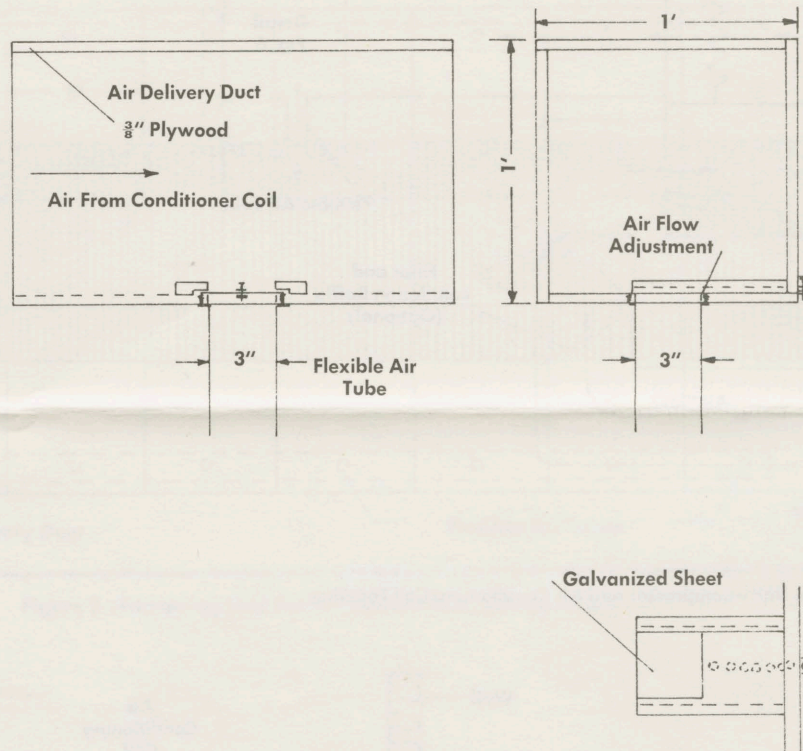 Air Delivery Duct
⅜″ Plywood
Air From Conditioner Coil
3″
Flexible Air
Tube
1′
1′
Air Flow
Adjustment
3″
Galvanized Sheet